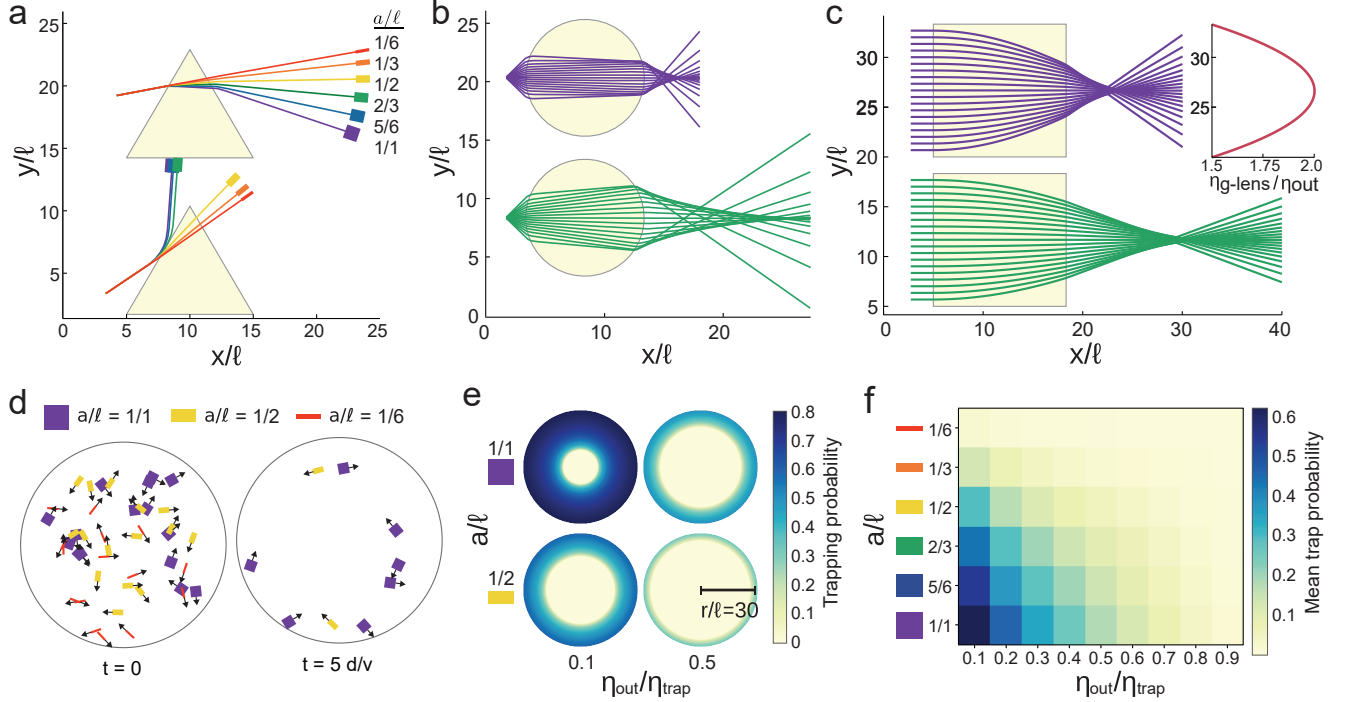 a
a/ℓ
1/6
1/3
1/2
2/3
5/6
1/1
25
20
15
10
5
y/ℓ
0 5 10 15 20 25
x/ℓ
b
25
20
15
10
5
0
y/ℓ
0 10 20
x/ℓ
c
30
25
20
15
10
5
y/ℓ
0 10 20 30 40
x/ℓ
30
25
1.5 1.75 2.0
ηg-lens/ηout
d
a/ℓ = 1/1 a/ℓ = 1/2 a/ℓ = 1/6
t = 0 t = 5 d/v
e
a/ℓ
1/1
1/2
r/ℓ=30
0.1 0.5
ηout/ηtrap
0.8
0.7
0.6
0.5
0.4
0.3
0.2
0.1
0
Trapping probability
f
a/ℓ
1/6
1/3
1/2
2/3
5/6
1/1
0.1 0.2 0.3 0.4 0.5 0.6 0.7 0.8 0.9
ηout/ηtrap
0.6
0.5
0.4
0.3
0.2
0.1
Mean trap probability